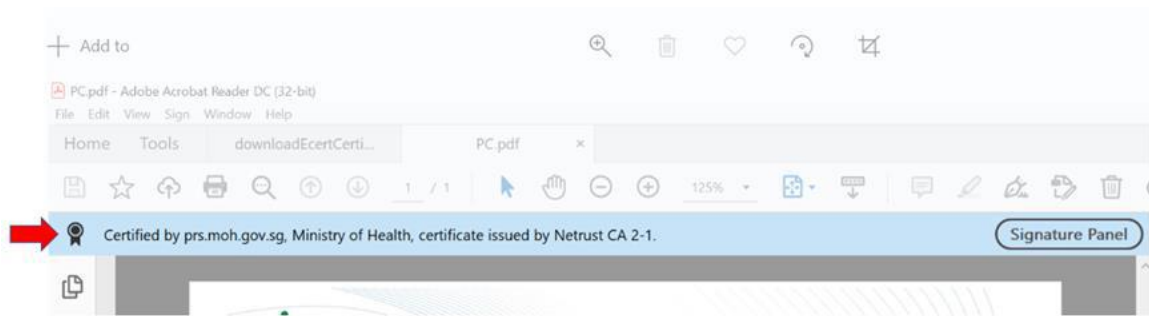 Add to
PC.pdf - Adobe Acrobat Reader DC (32-bit)
File Edit View Sign Window Help
Home Tools downloadEcertCerti... PC.pdf ×
1 / 1 125%
Certified by prs.moh.gov.sg, Ministry of Health, certificate issued by Netrust CA 2-1. Signature Panel